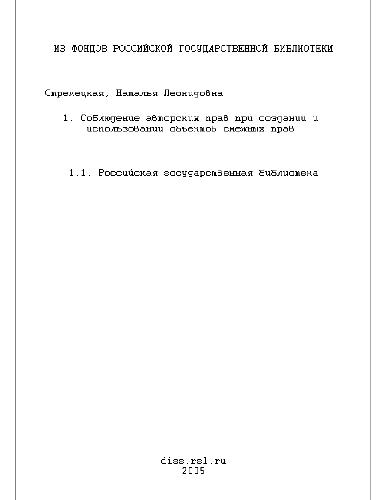 ИЗ ФОНДОВ РОССИЙСКОЙ ГОСУДАРСТВЕННОЙ БИБЛИОТЕКИ
Стремецкая, Наталья Леонидовна
1. Соблюдение авторских прав при создании и
использовании объектов смежных прав
1.1. Российская государственная библиотека
diss.rsl.ru
2005